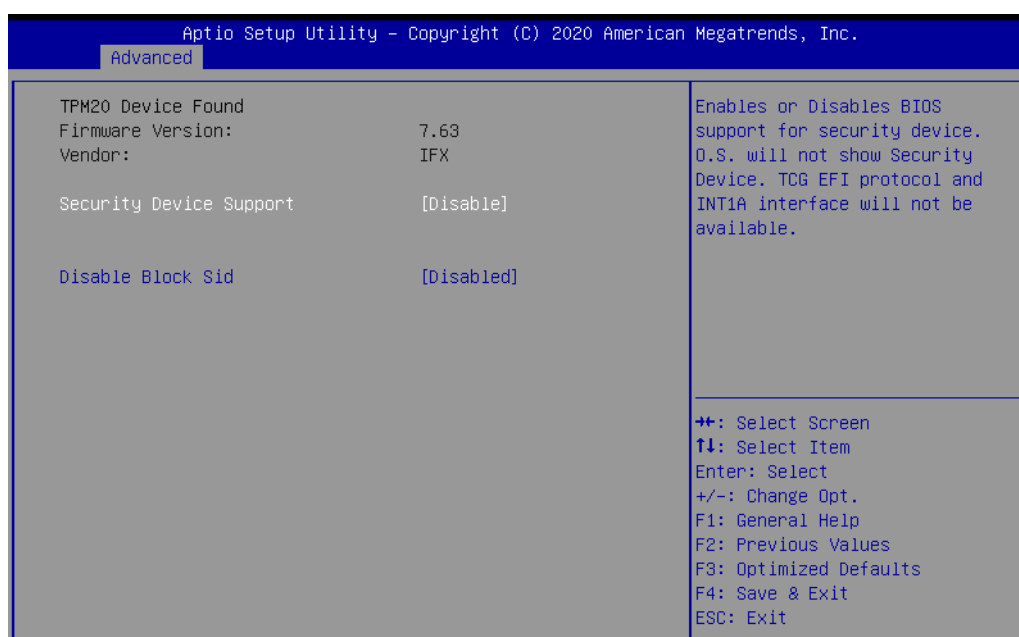 Aptio Setup Utility – Copyright (C) 2020 American Megatrends, Inc.
Advanced
TPM20 Device Found
Firmware Version: 7.63
Vendor: IFX
Security Device Support [Disable]
Disable Block Sid [Disabled]
Enables or Disables BIOS
support for security device.
O.S. will not show Security
Device. TCG EFI protocol and
INT1A interface will not be
available.
→←: Select Screen
↑↓: Select Item
Enter: Select
+/-: Change Opt.
F1: General Help
F2: Previous Values
F3: Optimized Defaults
F4: Save & Exit
ESC: Exit